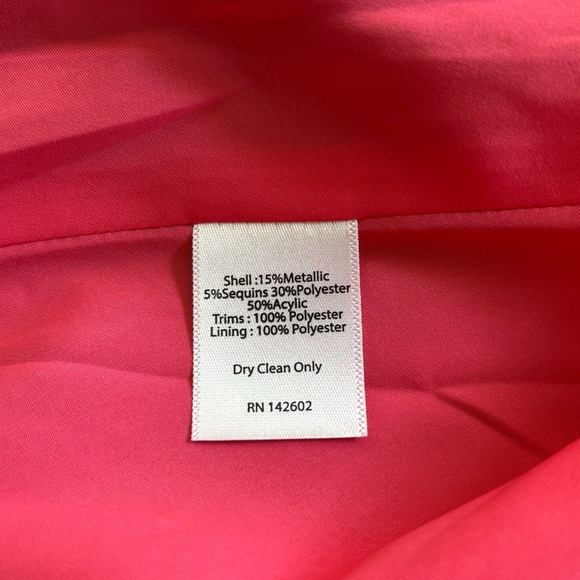 Shell :15%Metallic
5%Sequins 30%Polyester
50%Acylic
Trims : 100% Polyester
Lining : 100% Polyester
Dry Clean Only
RN 142602